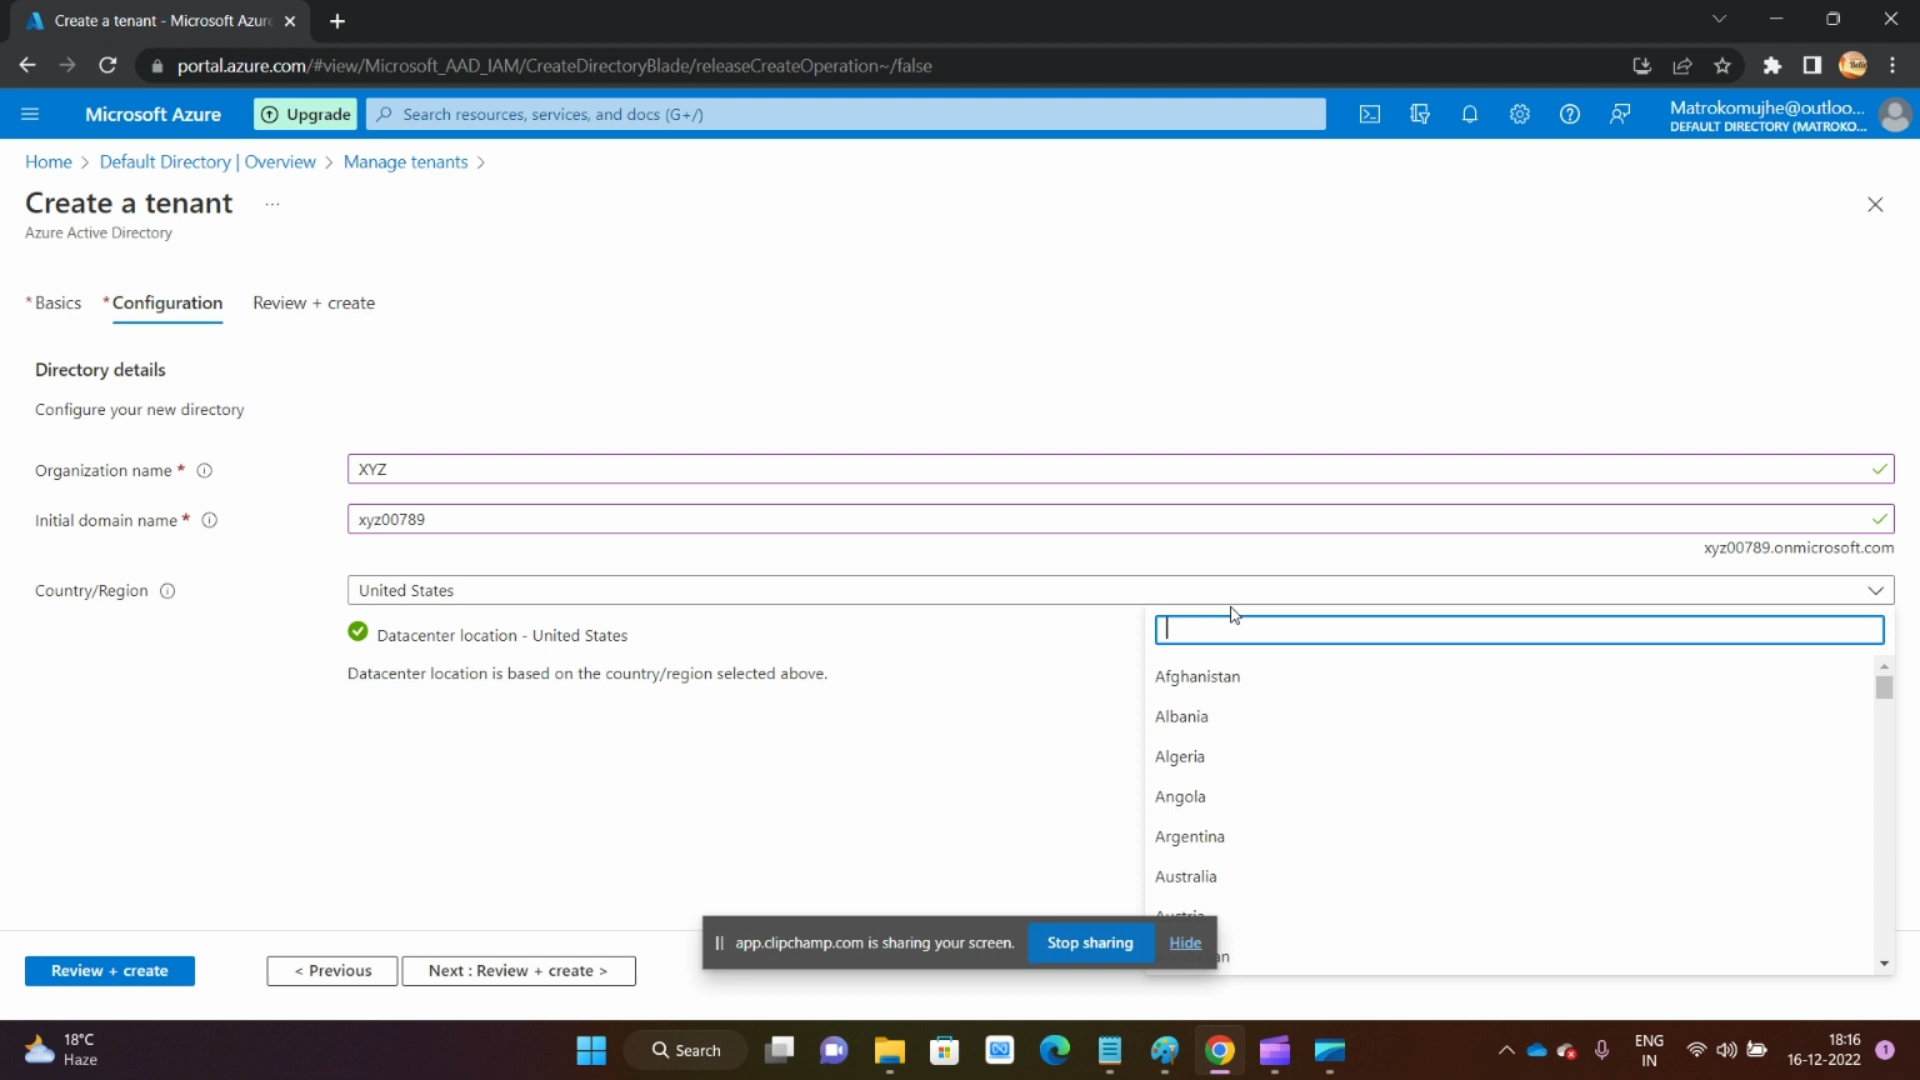 Create a tenant - Microsoft Azure
portal.azure.com/#view/Microsoft_AAD_IAM/CreateDirectoryBlade/releaseCreateOperation~/false
Microsoft Azure
Upgrade
Search resources, services, and docs (G+/)
Matrokomujhe@outloo...
DEFAULT DIRECTORY (MATROKO...
Home > Default Directory | Overview > Manage tenants >
Create a tenant ...
Azure Active Directory
* Basics * Configuration Review + create
Directory details
Configure your new directory
Organization name *
XYZ
Initial domain name *
xyz00789
xyz00789.onmicrosoft.com
Country/Region
United States
Datacenter location - United States
Datacenter location is based on the country/region selected above.
Afghanistan
Albania
Algeria
Angola
Argentina
Australia
Austria
app.clipchamp.com is sharing your screen.
Stop sharing
Hide
Review + create
< Previous
Next : Review + create >
18°C
Haze
Search
ENG
IN
18:16
16-12-2022
1